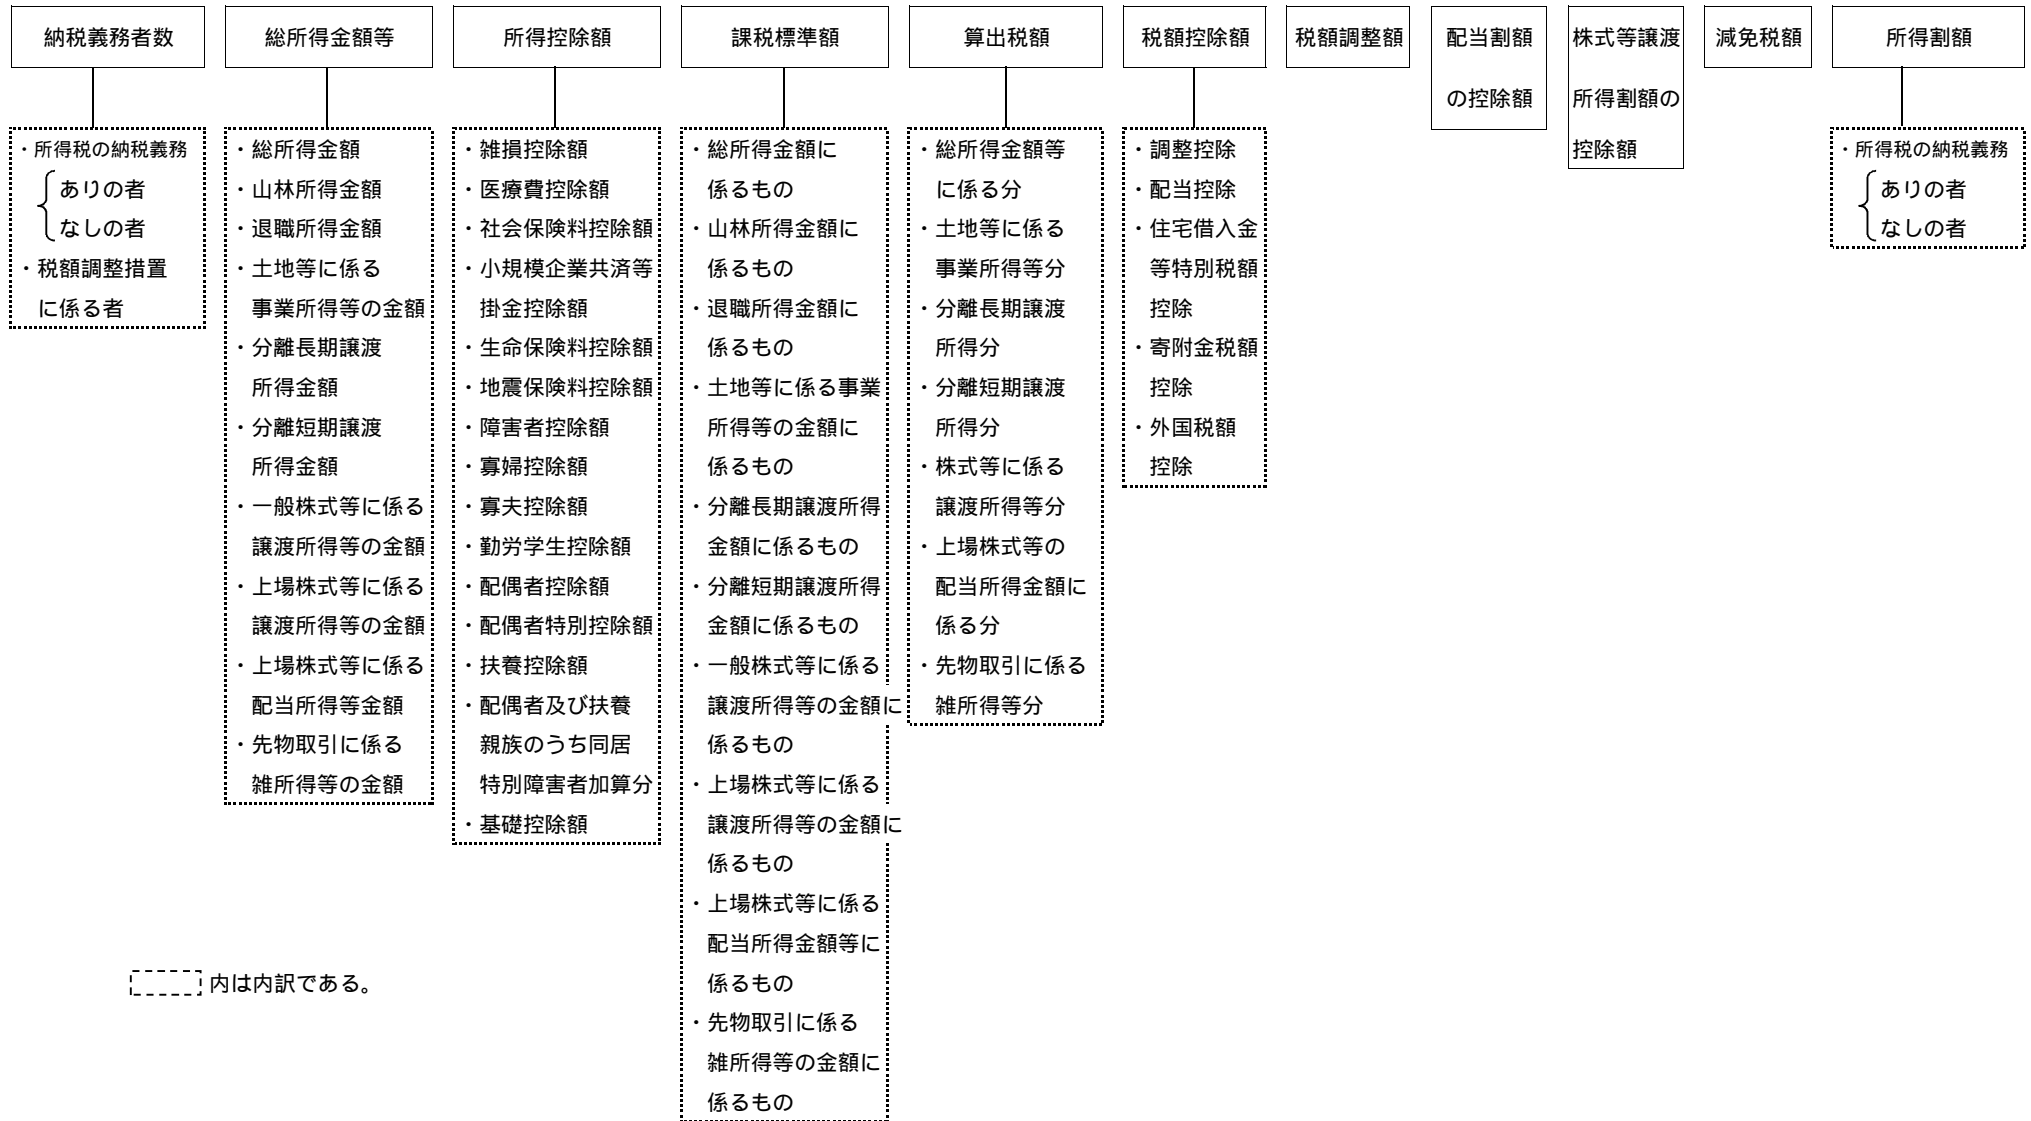 納税義務者数
・所得税の納税義務
ありの者
なしの者
・税額調整措置
に係る者
総所得金額等
・総所得金額
・山林所得金額
・退職所得金額
・土地等に係る
事業所得等の金額
・分離長期譲渡
所得金額
・分離短期譲渡
所得金額
・一般株式等に係る
譲渡所得等の金額
・上場株式等に係る
譲渡所得等の金額
・上場株式等に係る
配当所得等金額
・先物取引に係る
雑所得等の金額
所得控除額
・雑損控除額
・医療費控除額
・社会保険料控除額
・小規模企業共済等
掛金控除額
・生命保険料控除額
・地震保険料控除額
・障害者控除額
・寡婦控除額
・寡夫控除額
・勤労学生控除額
・配偶者控除額
・配偶者特別控除額
・扶養控除額
・配偶者及び扶養
親族のうち同居
特別障害者加算分
・基礎控除額
課税標準額
・総所得金額に
係るもの
・山林所得金額に
係るもの
・退職所得金額に
係るもの
・土地等に係る事業
所得等の金額に
係るもの
・分離長期譲渡所得
金額に係るもの
・分離短期譲渡所得
金額に係るもの
・一般株式等に係る
譲渡所得等の金額に
係るもの
・上場株式等に係る
譲渡所得等の金額に
係るもの
・上場株式等に係る
配当所得金額等に
係るもの
・先物取引に係る
雑所得等の金額に
係るもの
算出税額
・総所得金額等
に係る分
・土地等に係る
事業所得等分
・分離長期譲渡
所得分
・分離短期譲渡
所得分
・株式等に係る
譲渡所得等分
・上場株式等の
配当所得金額に
係る分
・先物取引に係る
雑所得等分
税額控除額
・調整控除
・配当控除
・住宅借入金
等特別税額
控除
・寄附金税額
控除
・外国税額
控除
税額調整額
配当割額
の控除額
株式等譲渡
所得割額の
控除額
減免税額
所得割額
・所得税の納税義務
ありの者
なしの者
内は内訳である。